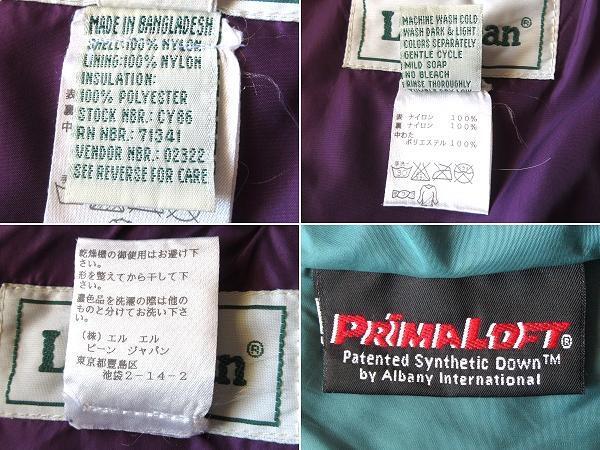 MADE IN BANGLADESH
SHELL: 100% NYLON
LINING: 100% NYLON
INSULATION:
100% POLYESTER
STOCK NBR.: CY66
RN NBR.: 71341
VENDOR NBR.: 02322
SEE REVERSE FOR CARE
表
裏
中
MACHINE WASH COLD
WASH DARK & LIGHT
COLORS SEPARATELY
GENTLE CYCLE
MILD SOAP
NO BLEACH
RINSE THOROUGHLY
L an®
表 ナイロン 100%
裏 ナイロン 100%
中わた
ポリエステル 100%
乾燥機の御使用はお避け下
さい。
形を整えてから干して下
さい。
濃色品を洗濯の際は他の
ものと分けてお洗い下さ
い。
(株) エル エル
ビーン ジャパン
東京都豊島区
池袋2-14-2
L an®
PRIMALOFT®
Patented Synthetic Down™
by Albany International